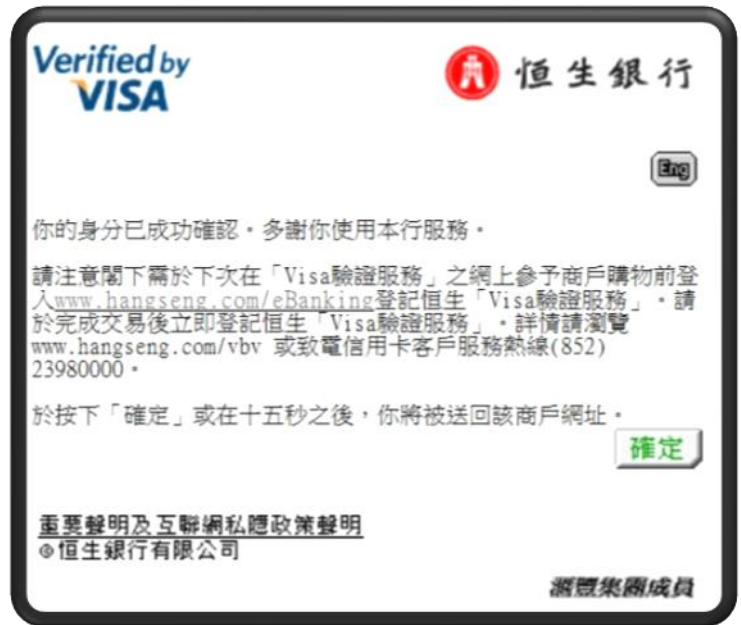 Verified by
VISA
恒生銀行
Eng
你的身分已成功確認。多謝你使用本行服務。
請注意閣下需於下次在「Visa驗證服務」之網上參予商戶購物前登
入www.hangseng.com/eBanking登記恒生「Visa驗證服務」。請
於完成交易後立即登記恒生「Visa驗證服務」。詳情請瀏覽
www.hangseng.com/vbv 或致電信用卡客戶服務熱線(852)
23980000。
於按下「確定」或在十五秒之後，你將被送回該商戶網址。
確定
重要聲明及互聯網私隱政策聲明
©恒生銀行有限公司
滙豐集團成員